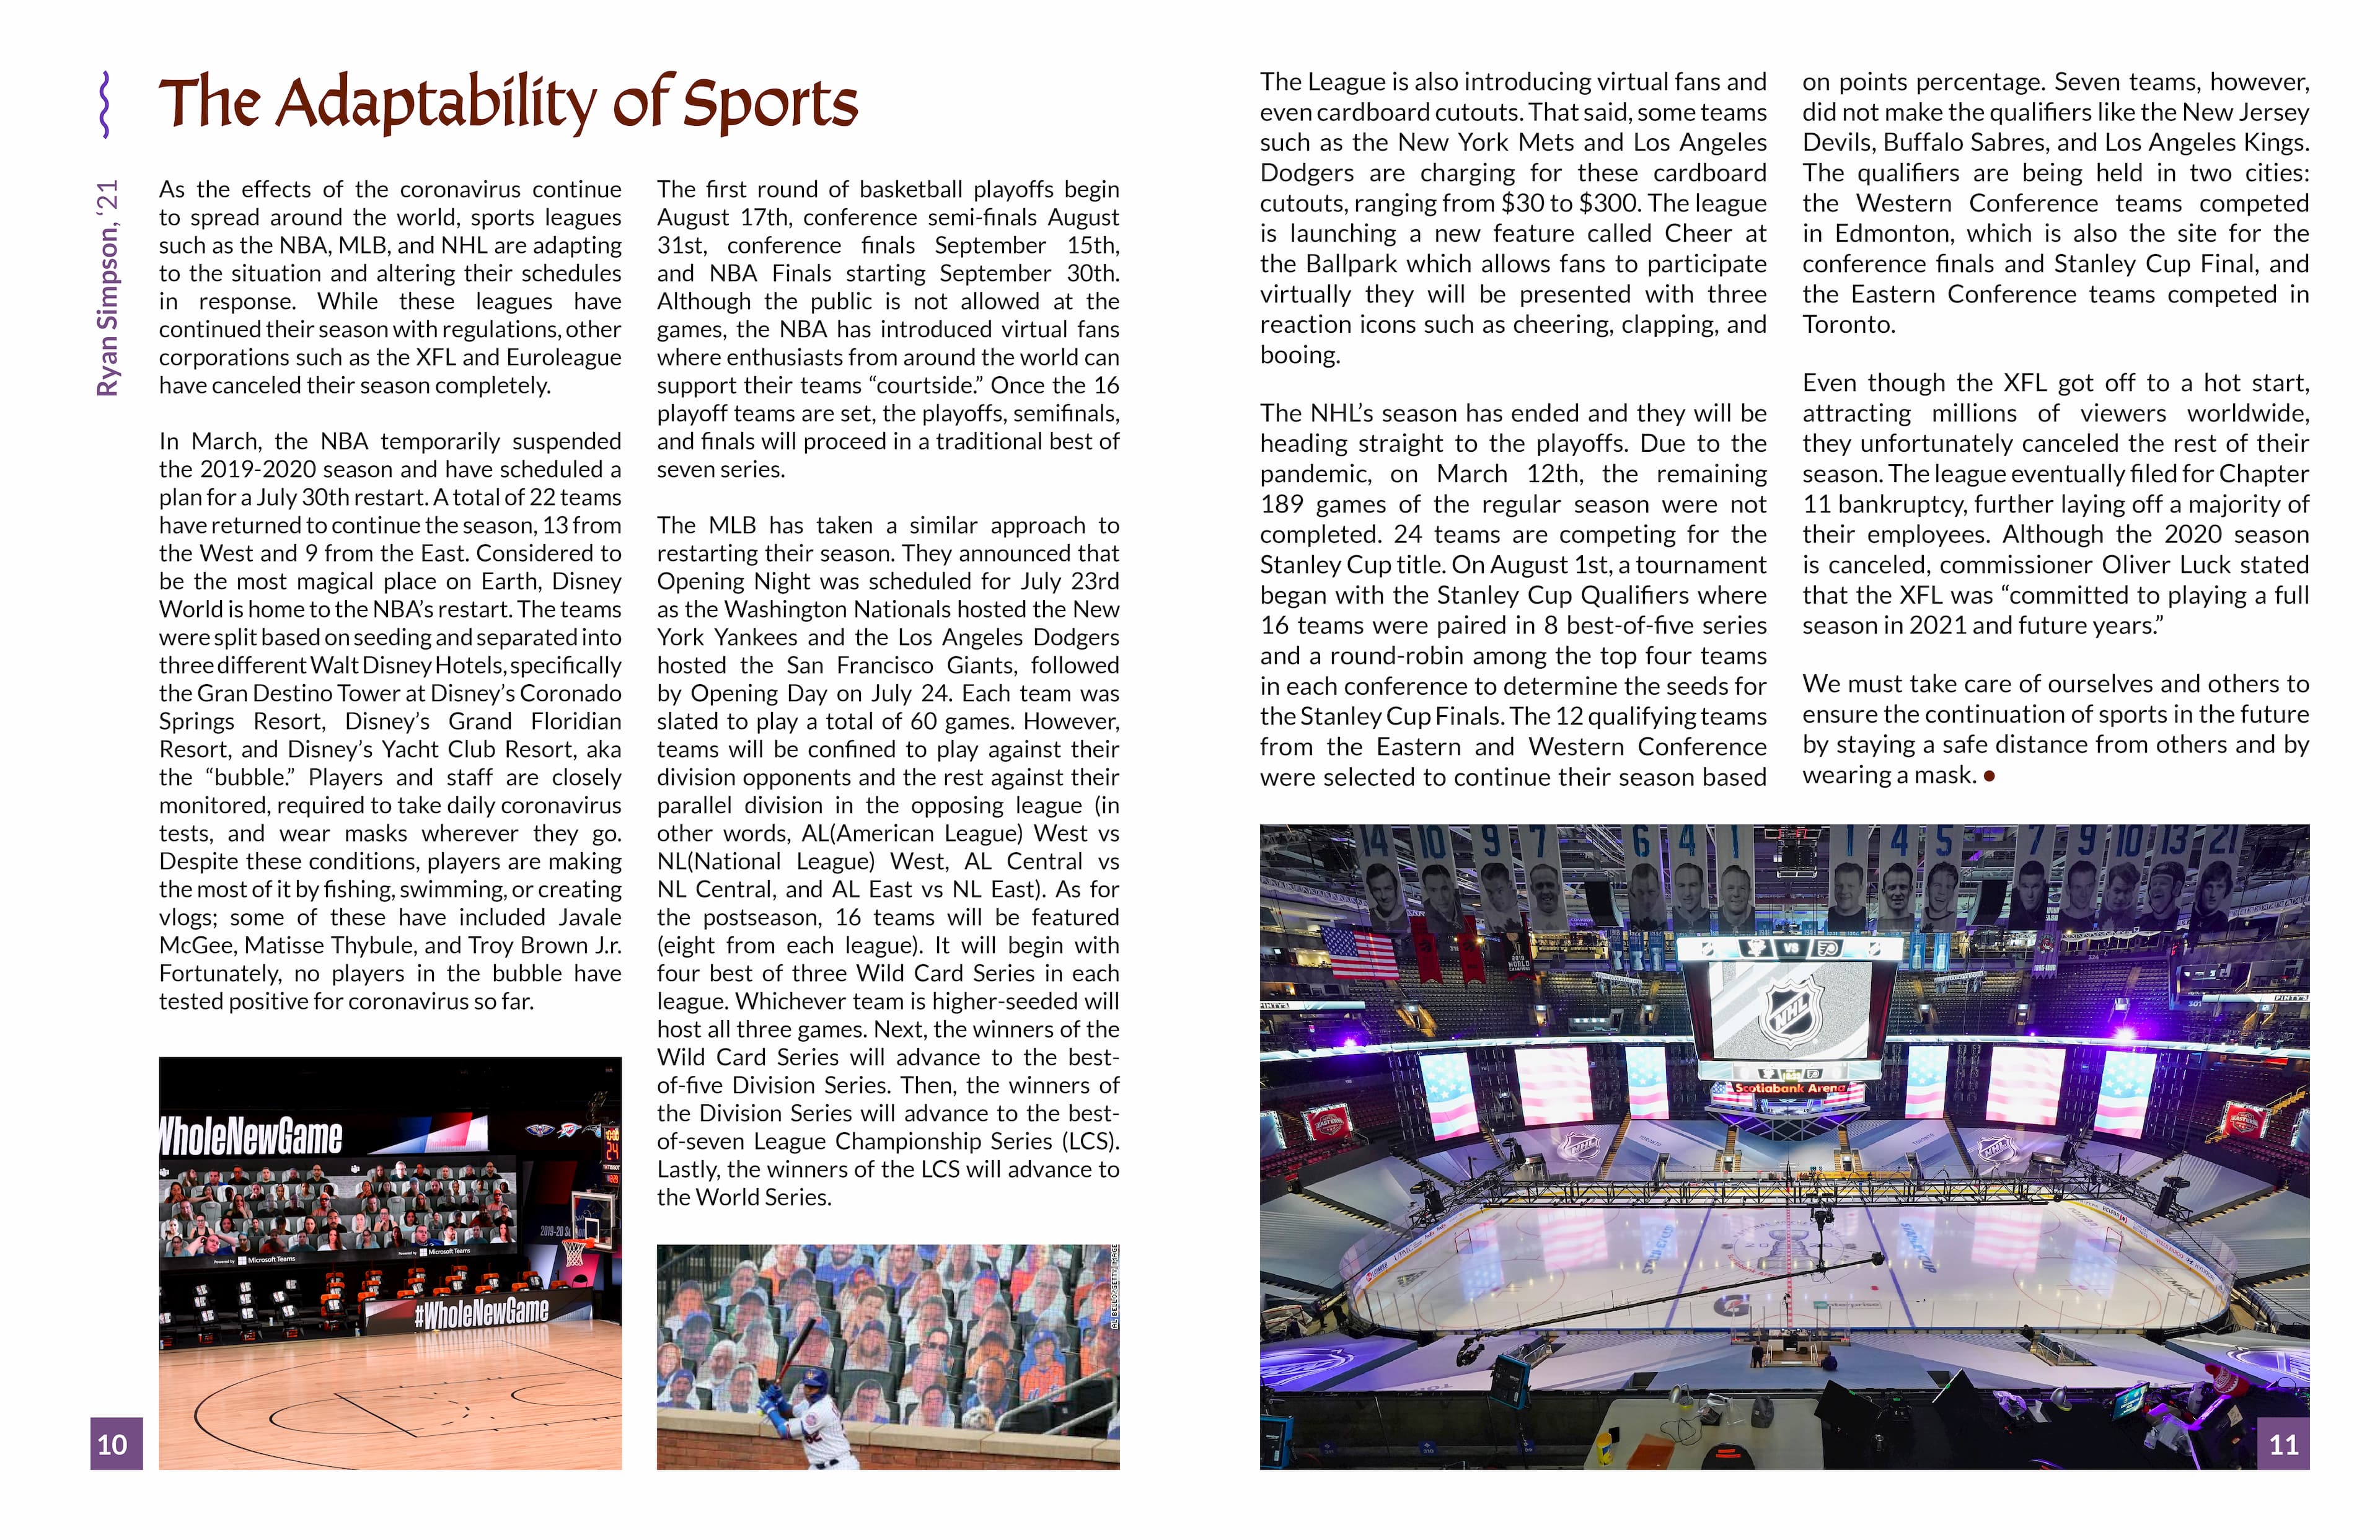 The Adaptability of Sports
Ryan Simpson, ‘21
As the effects of the coronavirus continue
to spread around the world, sports leagues
such as the NBA, MLB, and NHL are adapting
to the situation and altering their schedules
in response. While these leagues have
continued their season with regulations, other
corporations such as the XFL and Euroleague
have canceled their season completely.
In March, the NBA temporarily suspended
the 2019-2020 season and have scheduled a
plan for a July 30th restart. A total of 22 teams
have returned to continue the season, 13 from
the West and 9 from the East. Considered to
be the most magical place on Earth, Disney
World is home to the NBA’s restart. The teams
were split based on seeding and separated into
three different Walt Disney Hotels, specifically
the Gran Destino Tower at Disney’s Coronado
Springs Resort, Disney’s Grand Floridian
Resort, and Disney’s Yacht Club Resort, aka
the “bubble.” Players and staff are closely
monitored, required to take daily coronavirus
tests, and wear masks wherever they go.
Despite these conditions, players are making
the most of it by fishing, swimming, or creating
vlogs; some of these have included Javale
McGee, Matisse Thybule, and Troy Brown J.r.
Fortunately, no players in the bubble have
tested positive for coronavirus so far.
WholeNewGame
24
2019-20
Powered by Microsoft Teams
Powered by Microsoft Teams
#WholeNewGame
10
The first round of basketball playoffs begin
August 17th, conference semi-finals August
31st, conference finals September 15th,
and NBA Finals starting September 30th.
Although the public is not allowed at the
games, the NBA has introduced virtual fans
where enthusiasts from around the world can
support their teams “courtside.” Once the 16
playoff teams are set, the playoffs, semifinals,
and finals will proceed in a traditional best of
seven series.
The MLB has taken a similar approach to
restarting their season. They announced that
Opening Night was scheduled for July 23rd
as the Washington Nationals hosted the New
York Yankees and the Los Angeles Dodgers
hosted the San Francisco Giants, followed
by Opening Day on July 24. Each team was
slated to play a total of 60 games. However,
teams will be confined to play against their
division opponents and the rest against their
parallel division in the opposing league (in
other words, AL(American League) West vs
NL(National League) West, AL Central vs
NL Central, and AL East vs NL East). As for
the postseason, 16 teams will be featured
(eight from each league). It will begin with
four best of three Wild Card Series in each
league. Whichever team is higher-seeded will
host all three games. Next, the winners of the
Wild Card Series will advance to the best-
of-five Division Series. Then, the winners of
the Division Series will advance to the best-
of-seven League Championship Series (LCS).
Lastly, the winners of the LCS will advance to
the World Series.
AL BELLO/GETTY IMAGE
The League is also introducing virtual fans and
even cardboard cutouts. That said, some teams
such as the New York Mets and Los Angeles
Dodgers are charging for these cardboard
cutouts, ranging from $30 to $300. The league
is launching a new feature called Cheer at
the Ballpark which allows fans to participate
virtually they will be presented with three
reaction icons such as cheering, clapping, and
booing.
The NHL’s season has ended and they will be
heading straight to the playoffs. Due to the
pandemic, on March 12th, the remaining
189 games of the regular season were not
completed. 24 teams are competing for the
Stanley Cup title. On August 1st, a tournament
began with the Stanley Cup Qualifiers where
16 teams were paired in 8 best-of-five series
and a round-robin among the top four teams
in each conference to determine the seeds for
the Stanley Cup Finals. The 12 qualifying teams
from the Eastern and Western Conference
were selected to continue their season based
on points percentage. Seven teams, however,
did not make the qualifiers like the New Jersey
Devils, Buffalo Sabres, and Los Angeles Kings.
The qualifiers are being held in two cities:
the Western Conference teams competed
in Edmonton, which is also the site for the
conference finals and Stanley Cup Final, and
the Eastern Conference teams competed in
Toronto.
Even though the XFL got off to a hot start,
attracting millions of viewers worldwide,
they unfortunately canceled the rest of their
season. The league eventually filed for Chapter
11 bankruptcy, further laying off a majority of
their employees. Although the 2020 season
is canceled, commissioner Oliver Luck stated
that the XFL was “committed to playing a full
season in 2021 and future years.”
We must take care of ourselves and others to
ensure the continuation of sports in the future
by staying a safe distance from others and by
wearing a mask.
14 10 9 7 6 4 1 1 4 5 7 9 10 13 21
VS
NHL
Scotiabank Arena
PINTY'S
PINTY'S
NHL
NHL
11